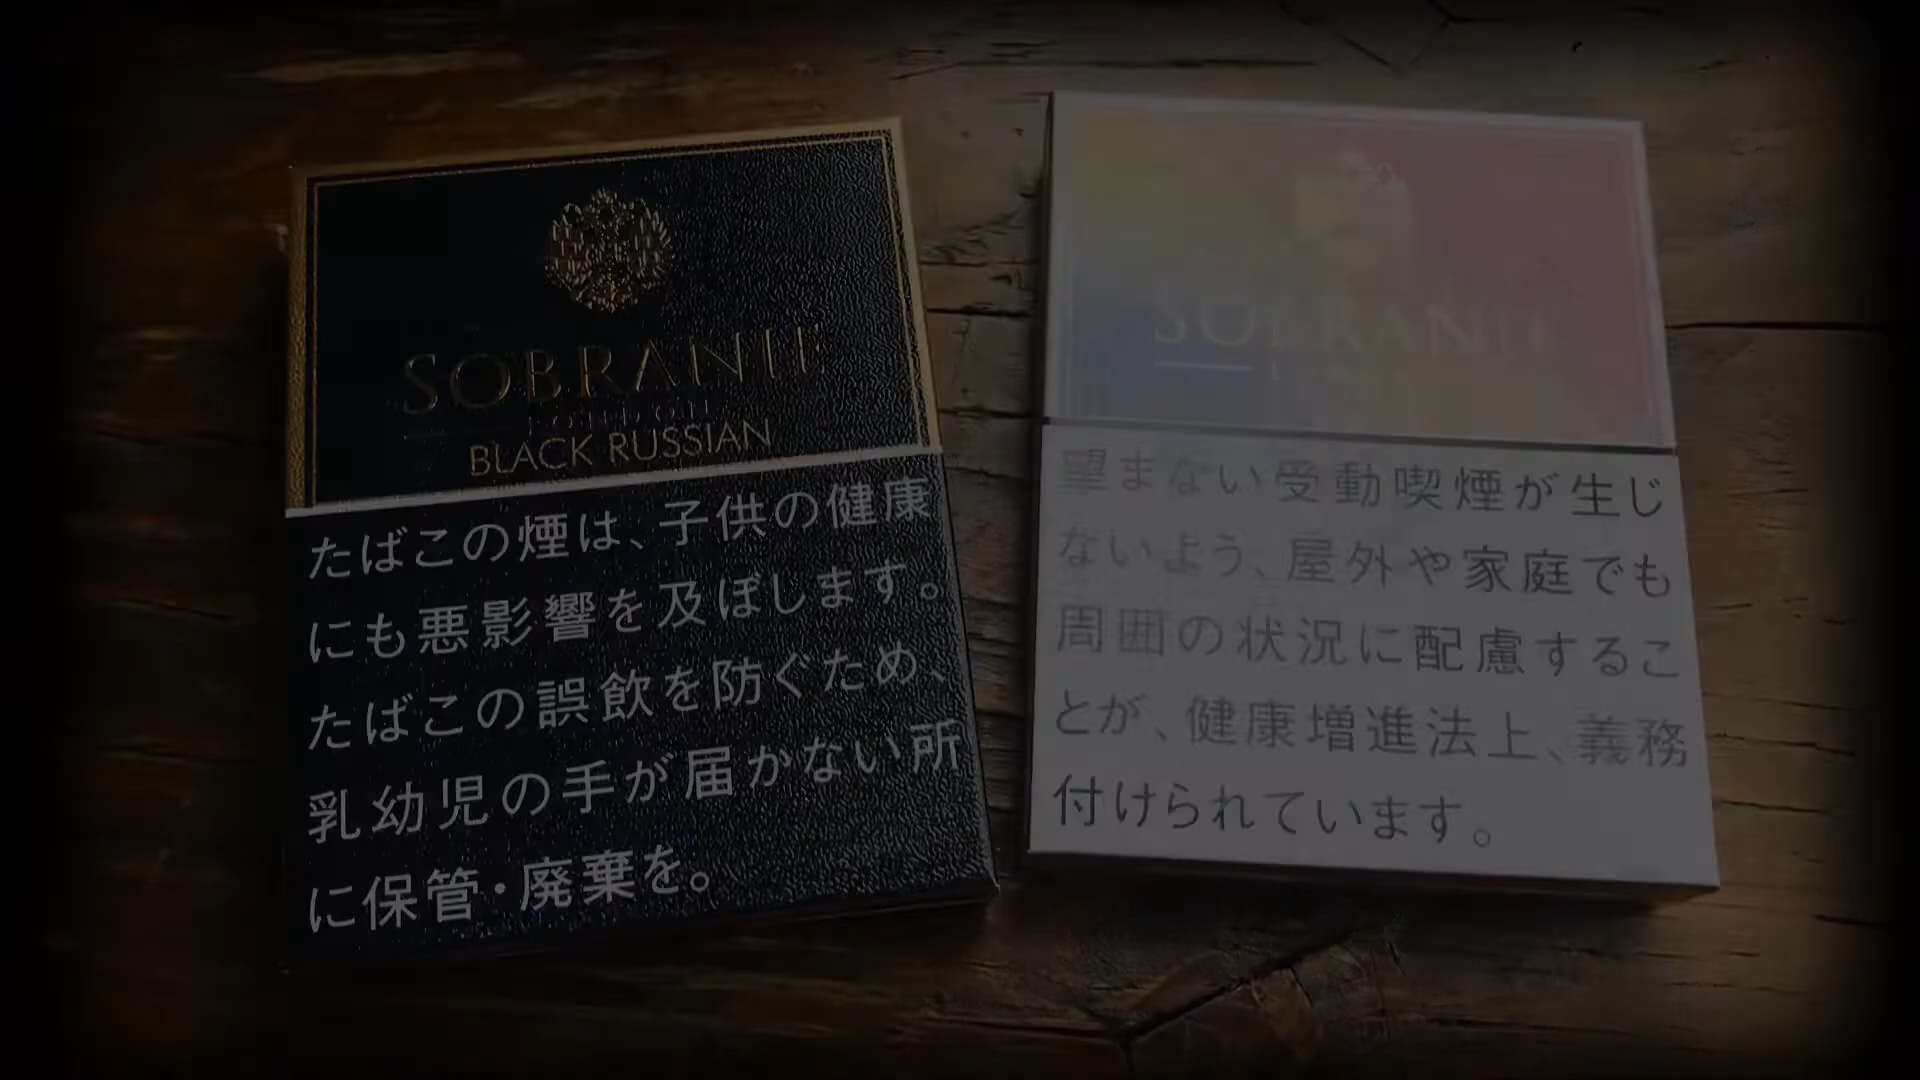 SOBRANIE
LONDON
BLACK RUSSIAN
たばこの煙は、子供の健康
にも悪影響を及ぼします。
たばこの誤飲を防ぐため、
乳幼児の手が届かない所
に保管・廃棄を。
SOBRANIE
望まない受動喫煙が生じ
ないよう、屋外や家庭でも
周囲の状況に配慮するこ
とが、健康増進法上、義務
付けられています。